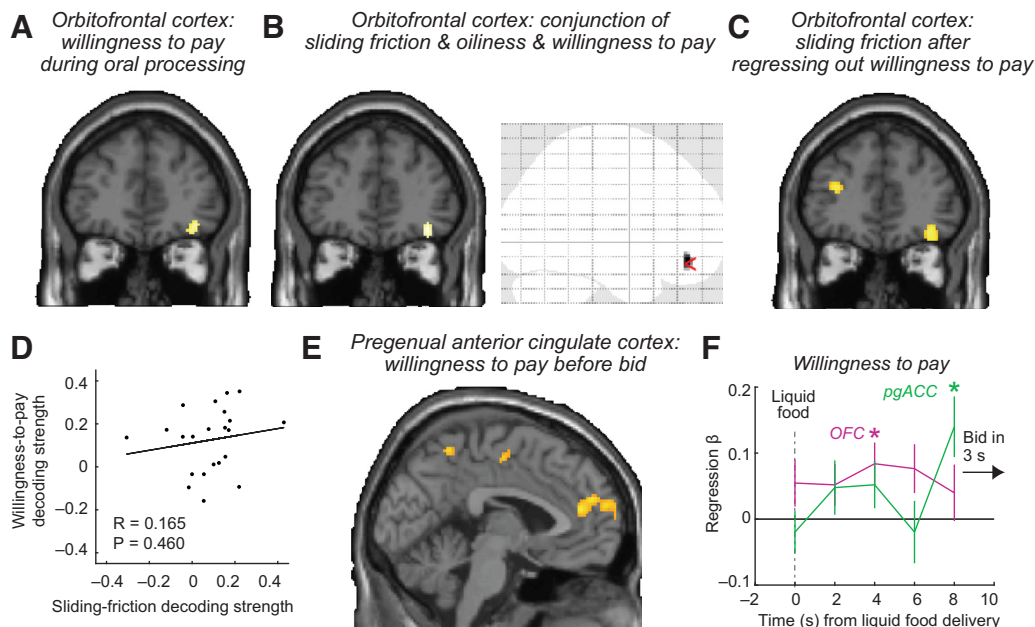 A
Orbitofrontal cortex:
willingness to pay
during oral processing
B
Orbitofrontal cortex: conjunction of
sliding friction & oiliness & willingness to pay
C
Orbitofrontal cortex:
sliding friction after
regressing out willingness to pay
D
Willingness-to-pay
decoding strength
0.4
0.2
0
−0.2
−0.4
R = 0.165
P = 0.460
−0.4
−0.2
0
0.2
0.4
Sliding-friction decoding strength
E
Pregenual anterior cingulate cortex:
willingness to pay before bid
F
Willingness to pay
Regression β
0.2
0.1
0
−0.1
Liquid
food
OFC *
pgACC *
Bid in
3 s
−2
0
2
4
6
8
10
Time (s) from liquid food delivery